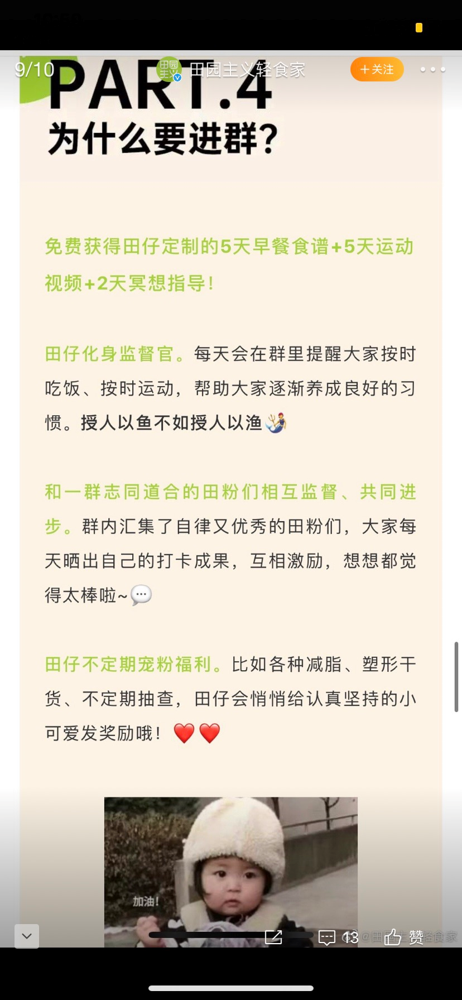 9/10
田园主义轻食家
+关注
PART.4
为什么要进群？
免费获得田仔定制的5天早餐食谱+5天运动
视频+2天冥想指导！
田仔化身监督官。每天会在群里提醒大家按时
吃饭、按时运动，帮助大家逐渐养成良好的习
惯。授人以鱼不如授人以渔
和一群志同道合的田粉们相互监督、共同进
步。群内汇集了自律又优秀的田粉们，大家每
天晒出自己的打卡成果，互相激励，想想都觉
得太棒啦~
田仔不定期宠粉福利。比如各种减脂、塑形干
货、不定期抽查，田仔会悄悄给认真坚持的小
可爱发奖励哦！
加油！
13
赞